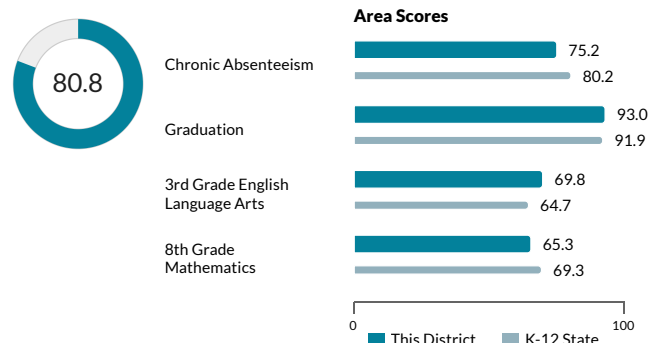 Area Scores
80.8
Chronic Absenteeism
75.2
80.2
Graduation
93.0
91.9
3rd Grade English
Language Arts
69.8
64.7
8th Grade
Mathematics
65.3
69.3
0
100
This District
K-12 State